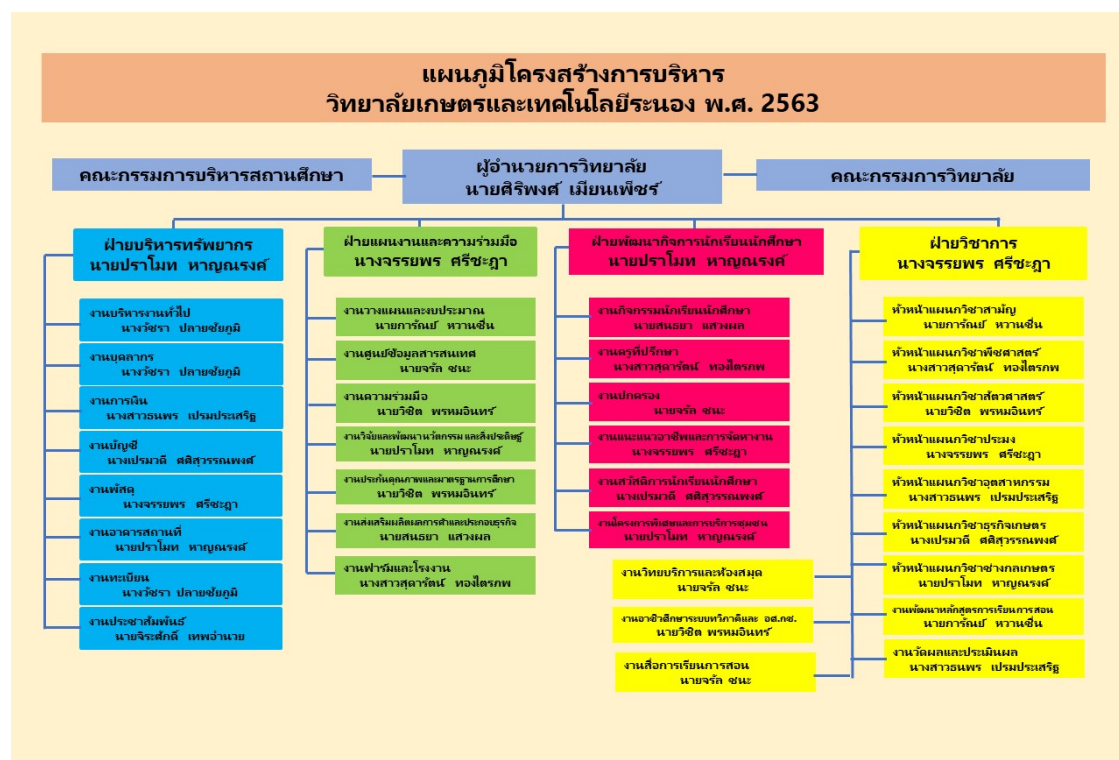 แผนภูมิโครงสร้างการบริหาร
วิทยาลัยเกษตรและเทคโนโลยีระนอง พ.ศ. 2563
คณะกรรมการบริหารสถานศึกษา
ผู้อำนวยการวิทยาลัย
นายศิริพงศ์ เมียนเพ็ชร์
คณะกรรมการวิทยาลัย
ฝ่ายบริหารทรัพยากร
นายปราโมท หาญณรงค์
งานบริหารงานทั่วไป
นางวัชรา ปลายชัยภูมิ
งานบุคลากร
นางวัชรา ปลายชัยภูมิ
งานการเงิน
นางสาวธนพร เปรมประเสริฐ
งานบัญชี
นางเปรมวดี ศศิสุวรรณพงศ์
งานพัสดุ
นางจรรยพร ศรีชะฎา
งานอาคารสถานที่
นายปราโมท หาญณรงค์
งานทะเบียน
นางวัชรา ปลายชัยภูมิ
งานประชาสัมพันธ์
นายจิระศักดิ์ เทพอำนวย
ฝ่ายแผนงานและความร่วมมือ
นางจรรยพร ศรีชะฎา
งานวางแผนและงบประมาณ
นายการัณย์ หวานชื่น
งานศูนย์ข้อมูลสารสนเทศ
นายจรัล ชนะ
งานความร่วมมือ
นายวิชิต พรหมอินทร์
งานวิจัยและพัฒนานวัตกรรม และสิ่งประดิษฐ์
นายปราโมท หาญณรงค์
งานประกันคุณภาพและมาตรฐานการศึกษา
นายวิชิต พรหมอินทร์
งานส่งเสริมผลิตผลการค้าและประกอบธุรกิจ
นายสนธยา แสวงผล
งานฟาร์มและโรงงาน
นางสาวสุดารัตน์ ทองไตรภพ
ฝ่ายพัฒนากิจการนักเรียนนักศึกษา
นายปราโมท หาญณรงค์
งานกิจกรรมนักเรียนนักศึกษา
นายสนธยา แสวงผล
งานครูที่ปรึกษา
นางสาวสุดารัตน์ ทองไตรภพ
งานปกครอง
นายจรัล ชนะ
งานแนะแนวอาชีพและการจัดหางาน
นางจรรยพร ศรีชะฎา
งานสวัสดิการนักเรียนนักศึกษา
นางเปรมวดี ศศิสุวรรณพงศ์
งานโครงการพิเศษและการบริการชุมชน
นายปราโมท หาญณรงค์
ฝ่ายวิชาการ
นางจรรยพร ศรีชะฎา
หัวหน้าแผนกวิชาสามัญ
นายการัณย์ หวานชื่น
หัวหน้าแผนกวิชาพืชศาสตร์
นางสาวสุดารัตน์ ทองไตรภพ
หัวหน้าแผนกวิชาสัตวศาสตร์
นายวิชิต พรหมอินทร์
หัวหน้าแผนกวิชาประมง
นางจรรยพร ศรีชะฎา
หัวหน้าแผนกวิชาอุตสาหกรรม
นางสาวธนพร เปรมประเสริฐ
หัวหน้าแผนกวิชาธุรกิจเกษตร
นางเปรมวดี ศศิสุวรรณพงศ์
หัวหน้าแผนกวิชาช่างกลเกษตร
นายปราโมท หาญณรงค์
งานพัฒนาหลักสูตรการเรียนการสอน
นายการัณย์ หวานชื่น
งานวัดผลและประเมินผล
นางสาวธนพร เปรมประเสริฐ
งานวิทยบริการและห้องสมุด
นายจรัล ชนะ
งานอาชีวศึกษาระบบทวิภาคีและ อศ.กช.
นายวิชิต พรหมอินทร์
งานสื่อการเรียนการสอน
นายจรัล ชนะ